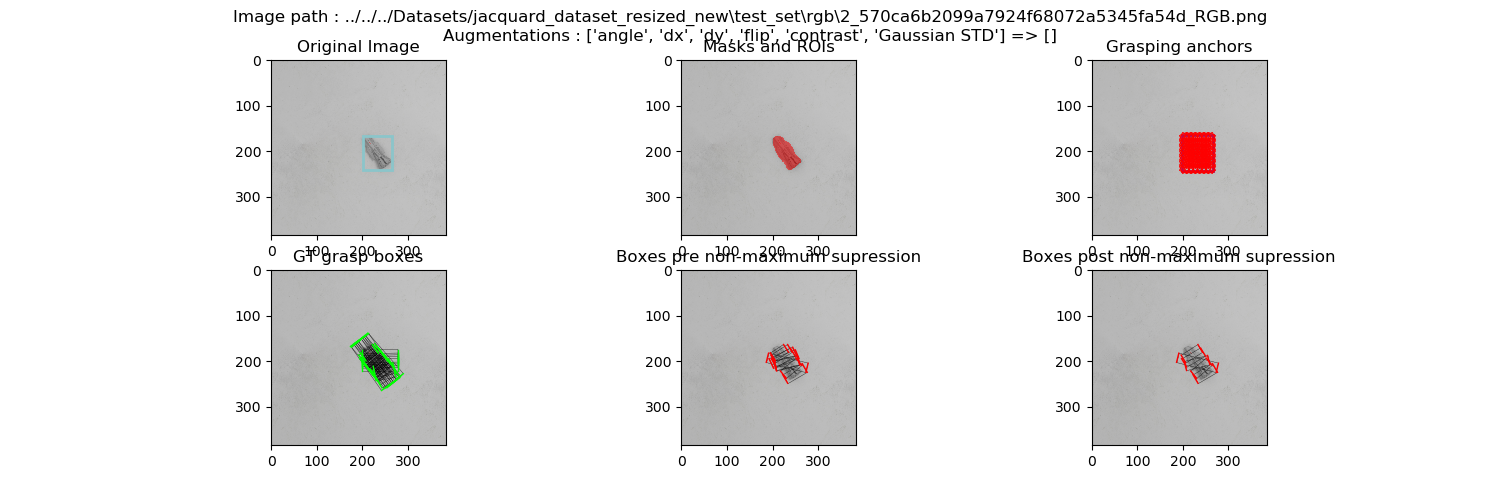 Image path : ../../../Datasets/jacquard_dataset_resized_new\test_set\rgb\2_570ca6b2099a7924f68072a5345fa54d_RGB.png
Augmentations : ['angle', 'dx', 'dy', 'flip', 'contrast', 'Gaussian STD'] => []
Original Image
Masks and ROIs
Grasping anchors
0
100
200
300
0 100 200 300
0
100
200
300
0 100 200 300
0
100
200
300
0 100 200 300
GT grasp boxes
Boxes pre non-maximum supression
Boxes post non-maximum supression
0
100
200
300
0 100 200 300
0
100
200
300
0 100 200 300
0
100
200
300
0 100 200 300